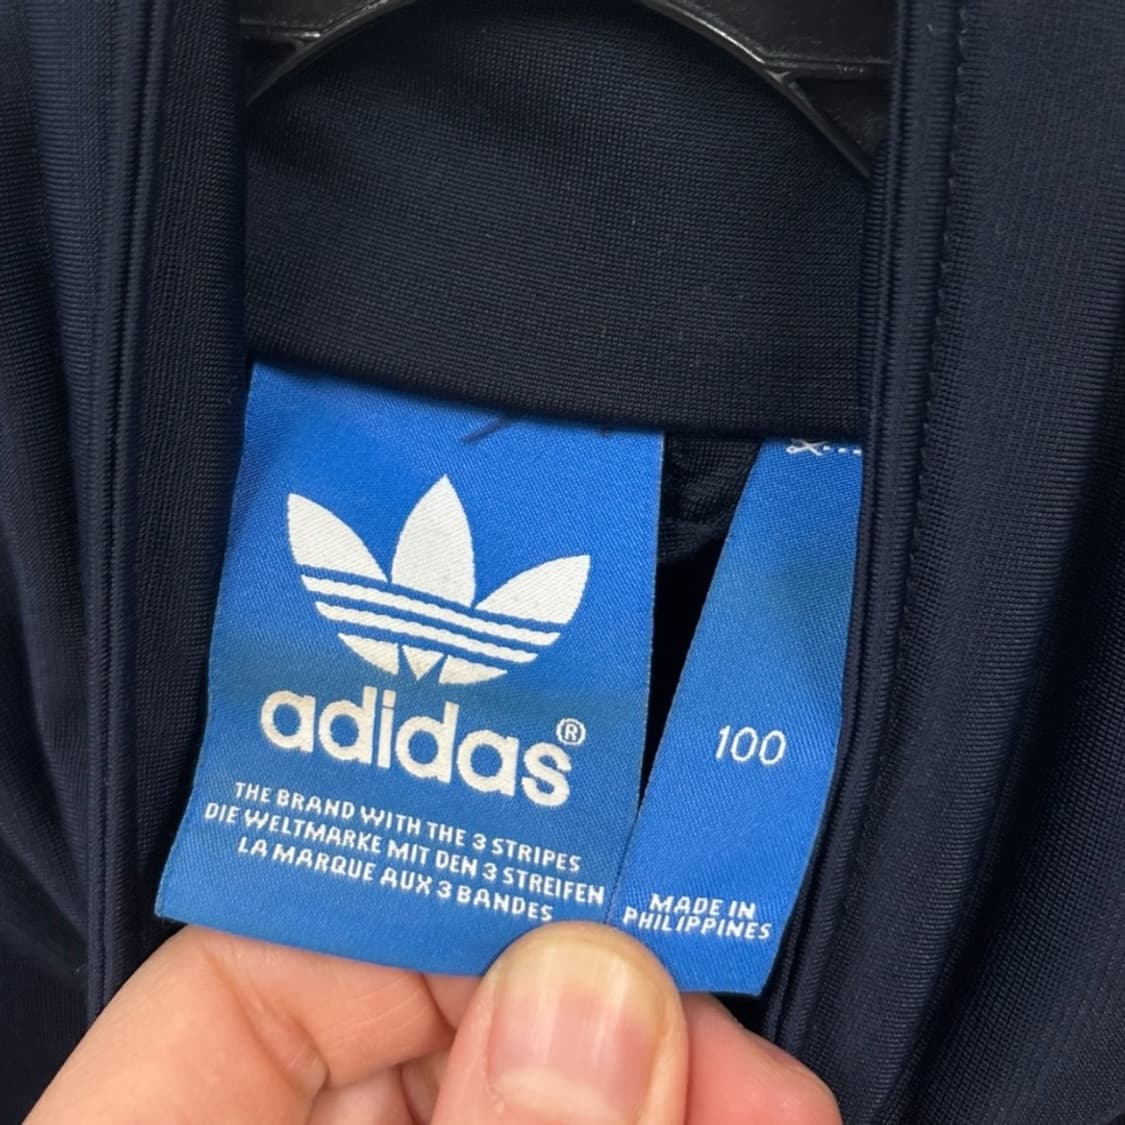 adidas®
THE BRAND WITH THE 3 STRIPES
DIE WELTMARKE MIT DEN 3 STREIFEN
LA MARQUE AUX 3 BANDES
100
MADE IN
PHILIPPINES